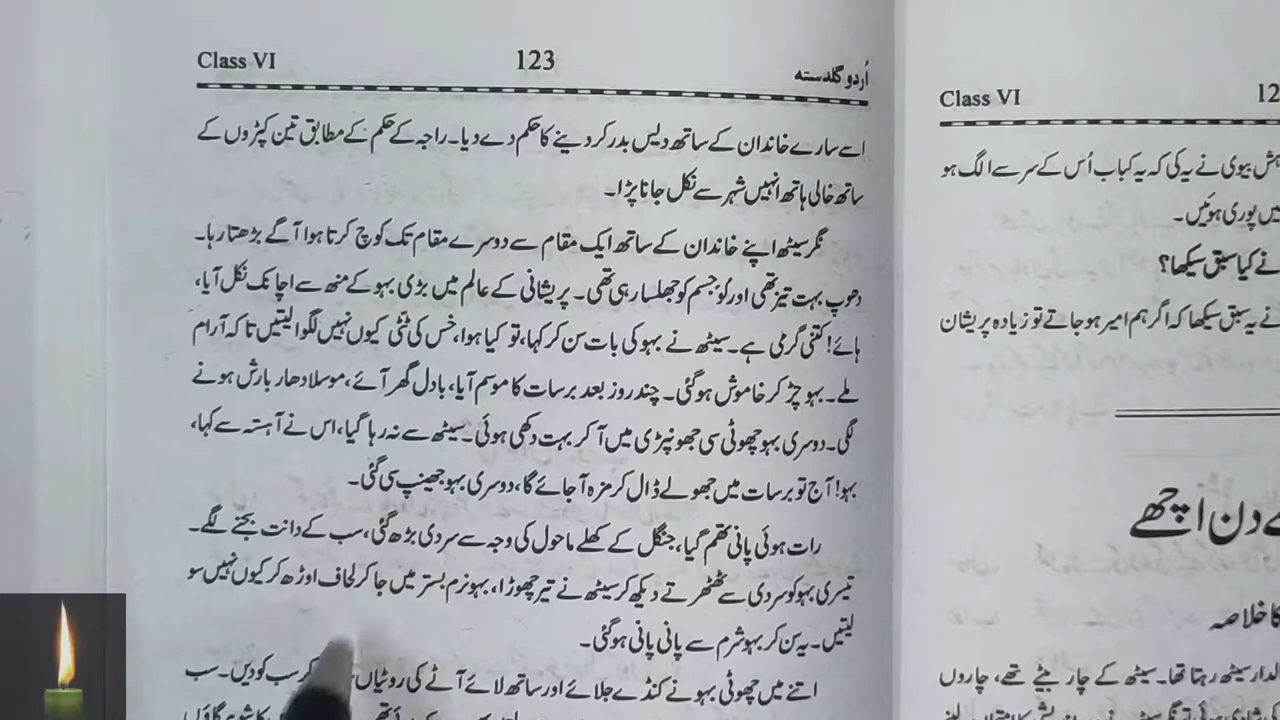 Class VI 123 اُردو گلدستہ
اسے سارے خاندان کے ساتھ دیس بدر کر دینے کا حکم دے دیا۔ راجہ کے حکم کے مطابق تین کپڑوں کے
ساتھ خالی ہاتھ انہیں شہر سے نکل جانا پڑا۔
نگر سیٹھ اپنے خاندان کے ساتھ ایک مقام سے دوسرے مقام تک کوچ کرتا ہوا آگے بڑھتا رہا۔
دھوپ بہت تیز تھی اور لو جسم کو جھلسا رہی تھی۔ پریشانی کے عالم میں بڑی بہو کے منھ سے اچانک نکل آیا،
ہائے! کتنی گرمی ہے۔ سیٹھ نے بہو کی بات سن کر کہا، تو کیا ہوا، خس کی ٹٹی کیوں نہیں لگوا لیتیں تاکہ آرام
ملے۔ بہو چڑ کر خاموش ہو گئی۔ چند روز بعد برسات کا موسم آیا، بادل گھر آئے، موسلادھار بارش ہونے
لگی۔ دوسری بہو چھوٹی سی جھونپڑی میں آ کر بہت دکھی ہوئی۔ سیٹھ سے نہ رہا گیا، اس نے آہستہ سے کہا،
بہو! آج تو برسات میں جھولے ڈال کر مزہ آ جائے گا، دوسری بہو جھینپ سی گئی۔
رات ہوئی پانی تھم گیا، جنگل کے کھلے ماحول کی وجہ سے سردی بڑھ گئی، سب کے دانت بجنے لگے۔
تیسری بہو کو سردی سے ٹھٹھرتے دیکھ کر سیٹھ نے تیر چھوڑا، بہو نرم بستر میں جا کر لحاف اوڑھ کر کیوں نہیں سو
لیتیں۔ یہ سن کر بہو شرم سے پانی پانی ہو گئی۔
اتنے میں چھوٹی بہو نے کنڈے جلائے اور ساتھ لائے آٹے کی روٹیاں کر سب کو دیں۔ سب
Class VI 12
ہش بیوی نے یہ کی کہ یہ کباب اُس کے سر سے الگ ہو
میں پوری ہوئیں۔
نے کیا سبق سیکھا؟
نے یہ سبق سیکھا کہ اگر ہم امیر ہو جاتے تو زیادہ پریشان
دن اچھے
کا خلاصہ
لدار سیٹھ رہتا تھا۔ سیٹھ کے چار بیٹے تھے، چاروں